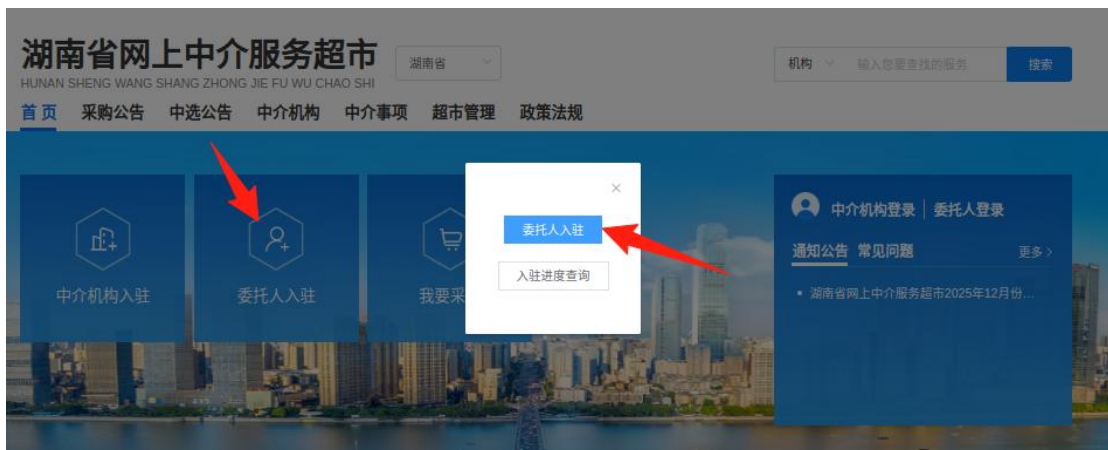 湖南省网上中介服务超市
湖南省
HUNAN SHENG WANG SHANG ZHONG JIE FU WU CHAO SHI
机构 输入您要查找的服务 搜索
首页 采购公告 中选公告 中介机构 中介事项 超市管理 政策法规
中介机构入驻
委托人入驻
我要采
委托人入驻
入驻进度查询
中介机构登录 委托人登录
通知公告 常见问题 更多
湖南省网上中介服务超市2025年12月份...